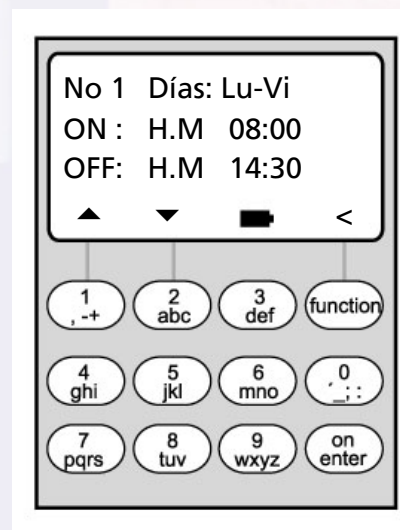 No 1 Días: Lu-Vi
ON : H.M 08:00
OFF: H.M 14:30
<
1 2 3 function
, -+ abc def
4 5 6 0
ghi jkl mno ´_; :
7 8 9 on
pqrs tuv wxyz enter